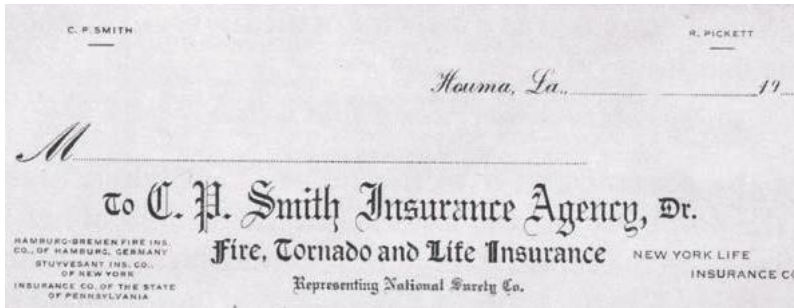 C. P. SMITH
R. PICKETT
Houma, La., 19
M
To C. P. Smith Insurance Agency, Dr.
Fire, Tornado and Life Insurance
Representing National Surety Co.
HAMBURG-BREMEN FIRE INS.
CO., OF HAMBURG, GERMANY
STUYVESANT INS. CO.,
OF NEW YORK
INSURANCE CO. OF THE STATE
OF PENNSYLVANIA
NEW YORK LIFE
INSURANCE CO